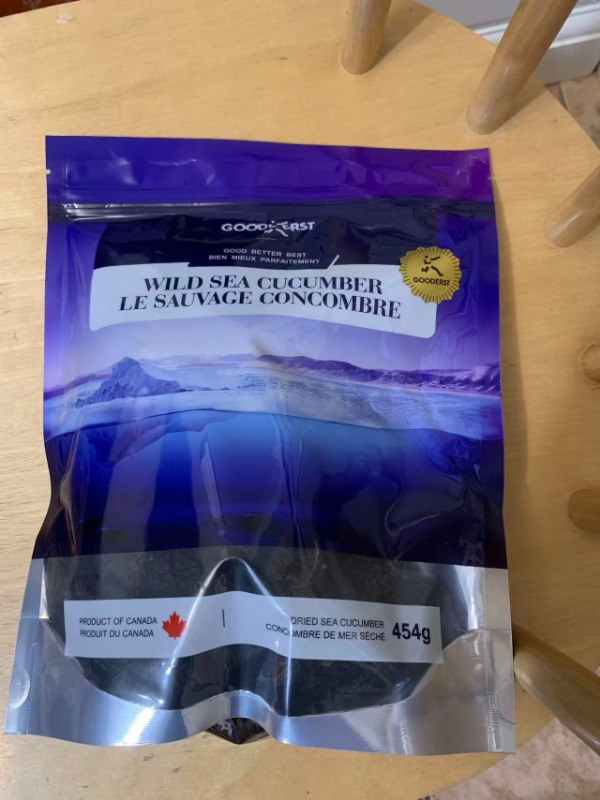 GOODERST
GOOD BETTER BEST
BIEN MIEUX PARFAITEMENT
GOODERST
WILD SEA CUCUMBER
LE SAUVAGE CONCOMBRE
PRODUCT OF CANADA
PRODUIT DU CANADA
DRIED SEA CUCUMBER
CONCOMBRE DE MER SÉCHÉ
454g